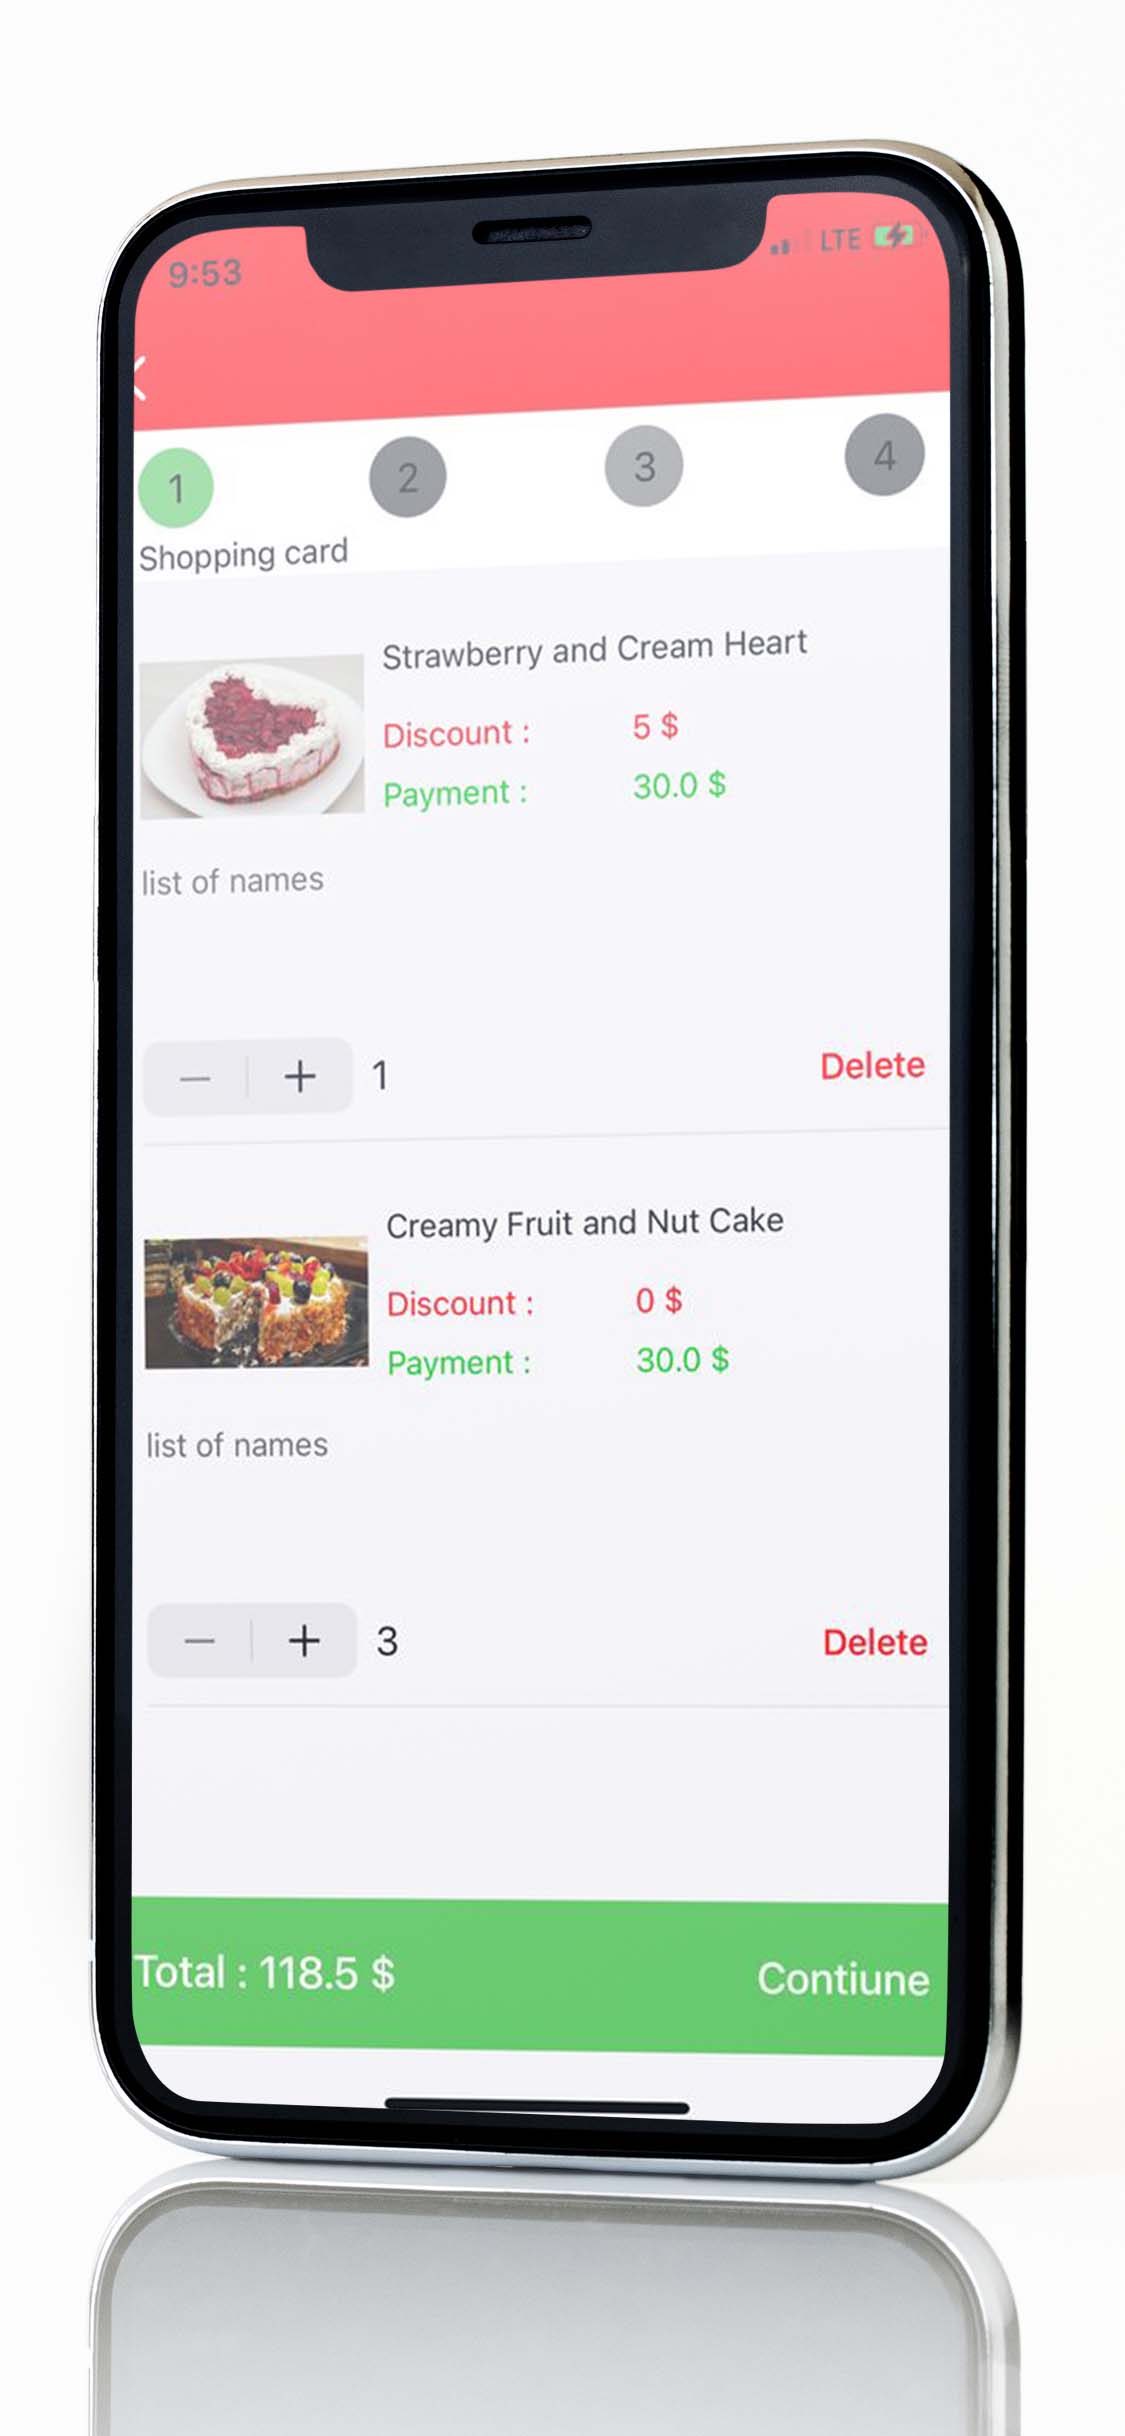 9:53
LTE
1 2 3 4
Shopping card
Strawberry and Cream Heart
Discount : 5 $
Payment : 30.0 $
list of names
1 Delete
Creamy Fruit and Nut Cake
Discount : 0 $
Payment : 30.0 $
list of names
3 Delete
Total : 118.5 $ Contiune